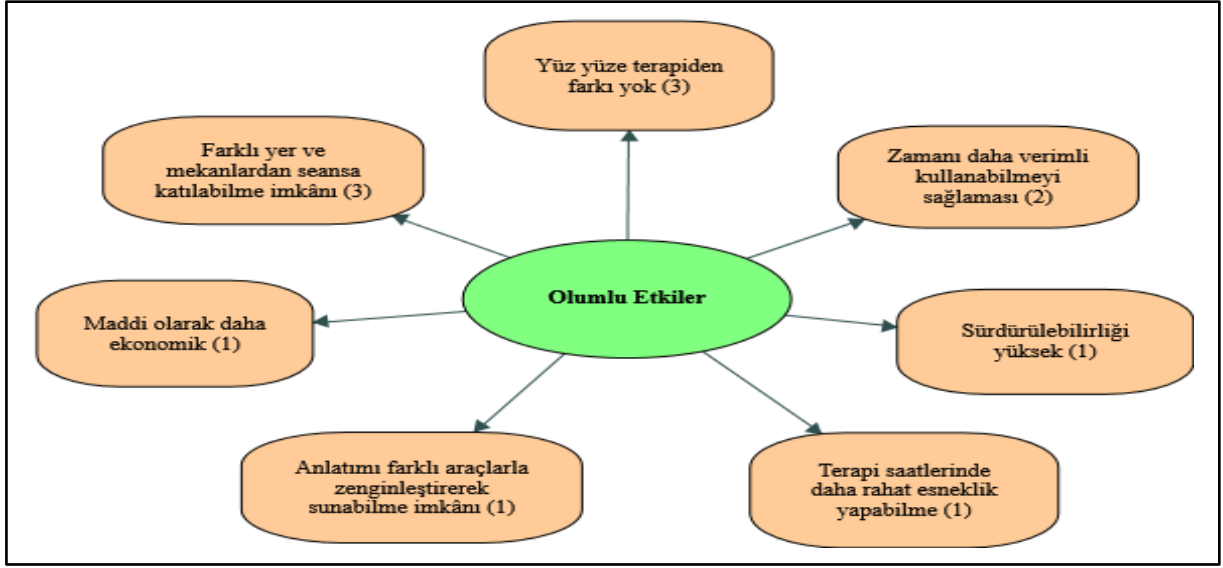 Yüz yüze terapiden
farkı yok (3)
Farklı yer ve
mekanlardan seansa
katılabilme imkânı (3)
Zamanı daha verimli
kullanabilmeyi
sağlaması (2)
Olumlu Etkiler
Maddi olarak daha
ekonomik (1)
Sürdürülebilirliği
yüksek (1)
Anlatımı farklı araçlarla
zenginleştirerek
sunabilme imkânı (1)
Terapi saatlerinde
daha rahat esneklik
yapabilme (1)